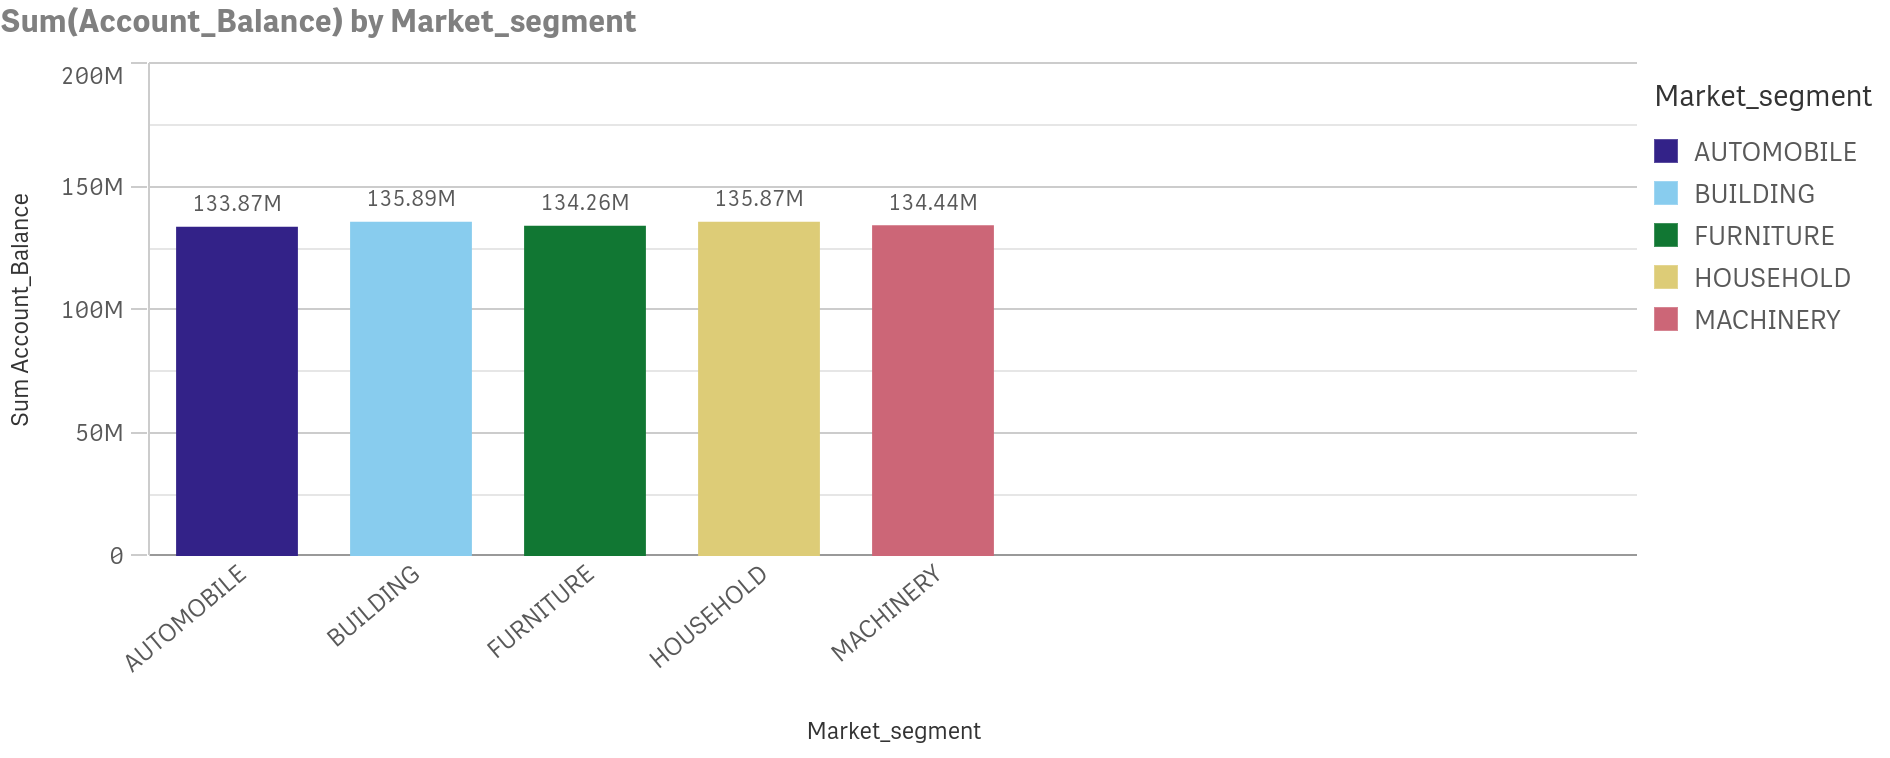 Sum(Account_Balance) by Market_segment
200M
150M
100M
50M
0
Sum Account_Balance
133.87M
135.89M
134.26M
135.87M
134.44M
AUTOMOBILE
BUILDING
FURNITURE
HOUSEHOLD
MACHINERY
Market_segment
Market_segment
AUTOMOBILE
BUILDING
FURNITURE
HOUSEHOLD
MACHINERY